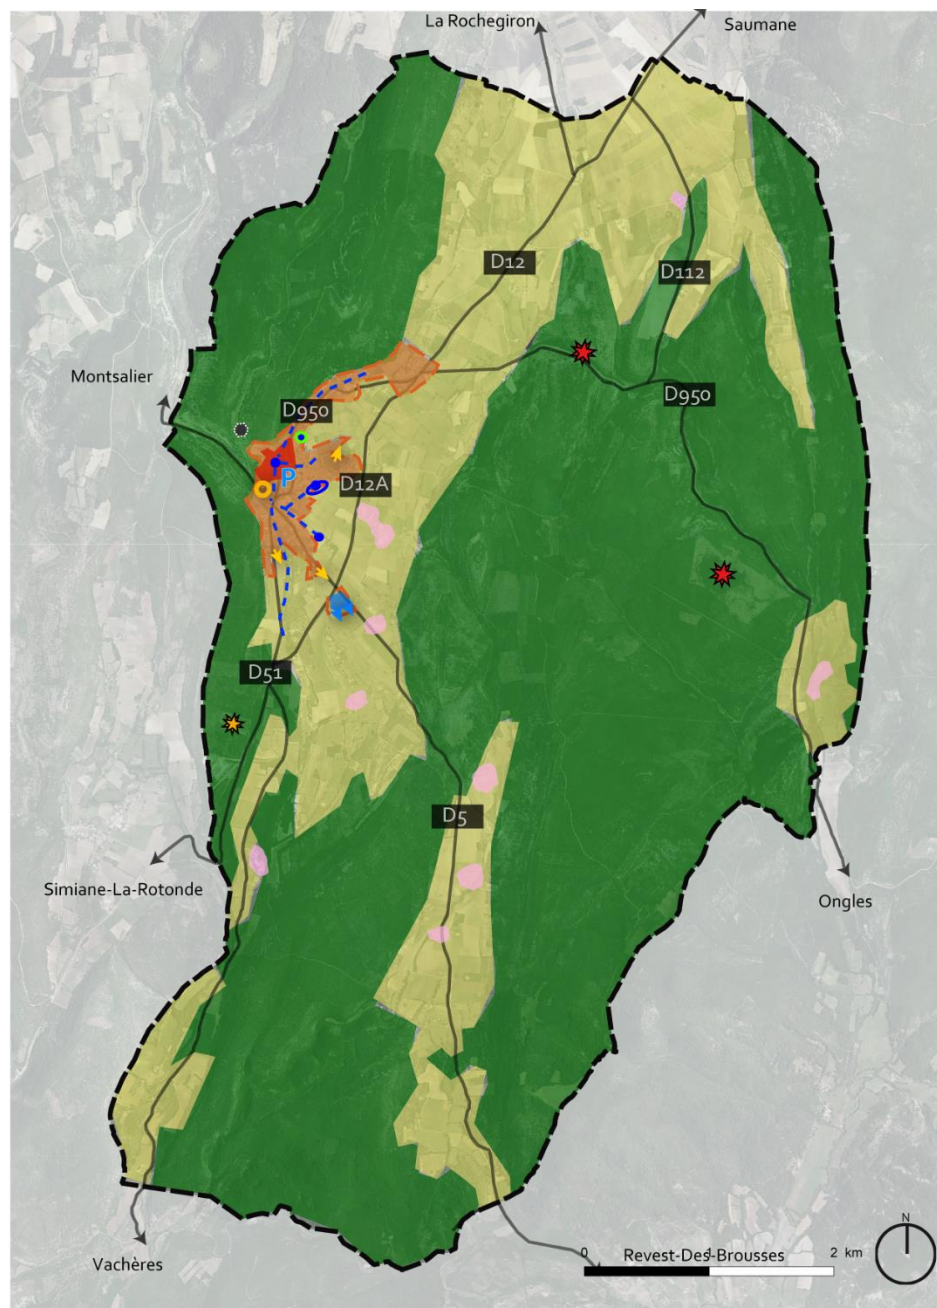 La Rochegiron
Saumane
D12
D112
Montsalier
D950
D950
P
D12A
D51
D5
Simiane-La-Rotonde
Ongles
Vachères
N
0 1 2 km
Revest-Des-Brousses